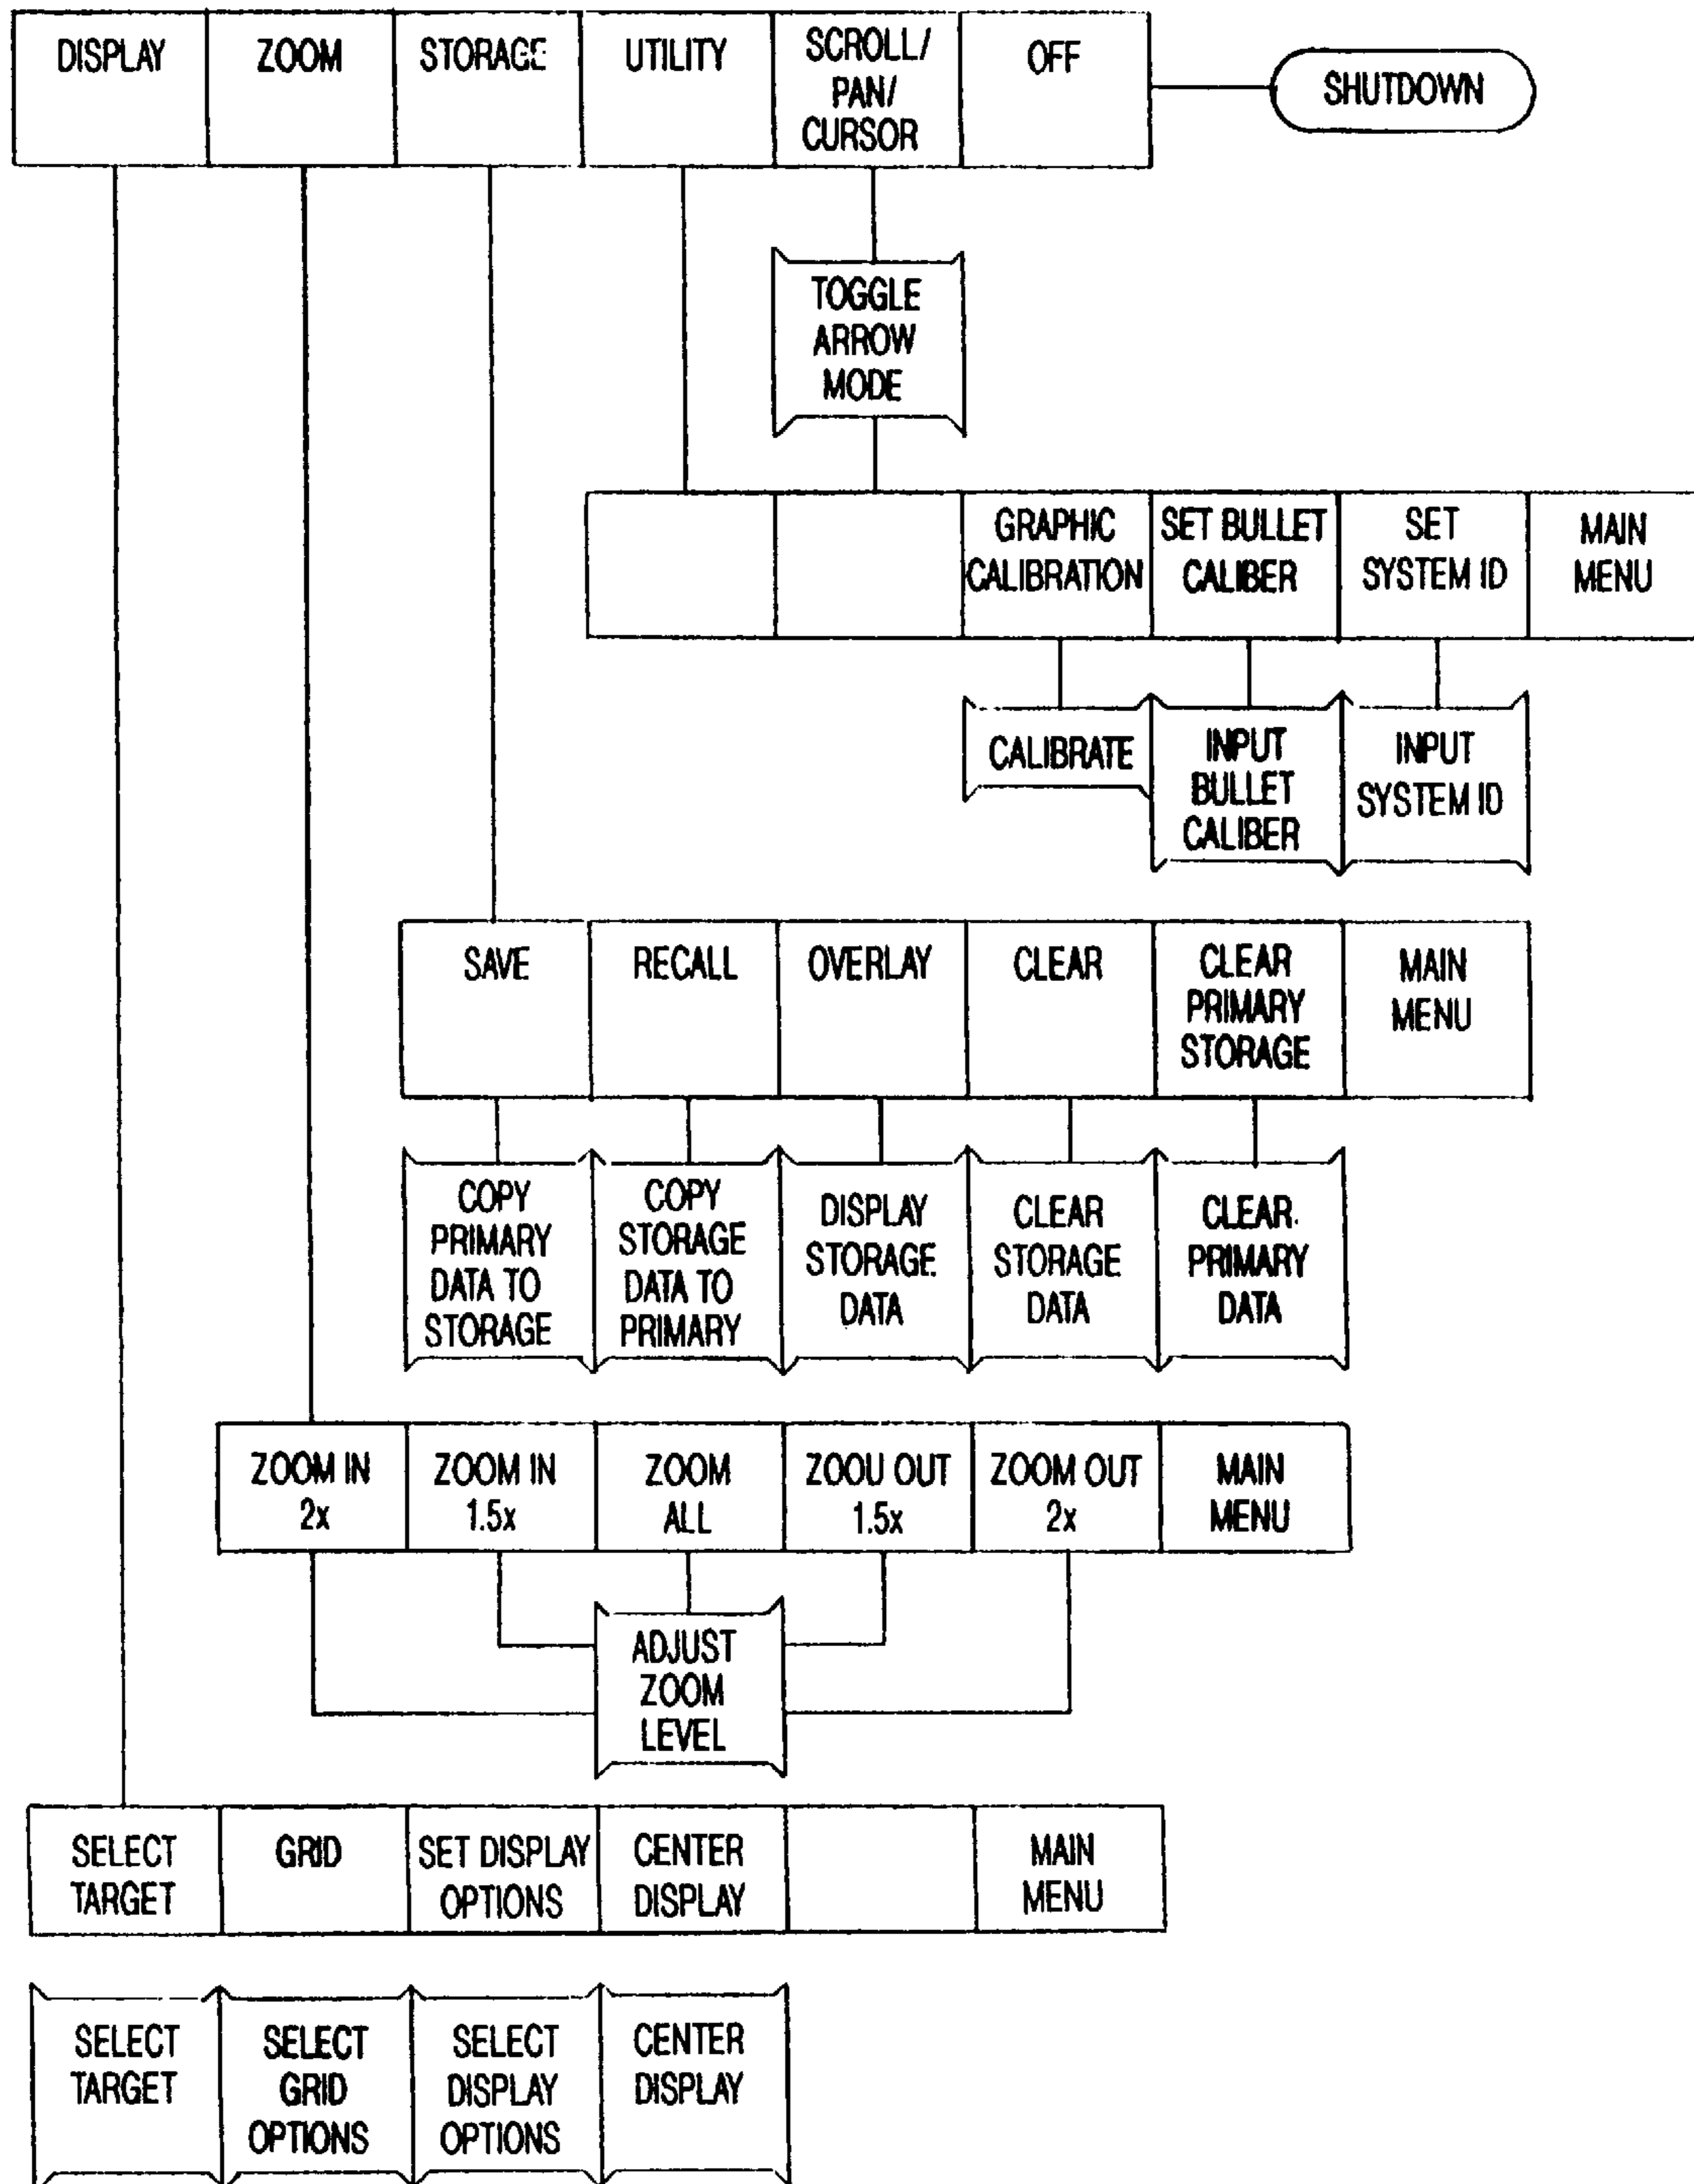 DISPLAY
ZOOM
STORAGE
UTILITY
SCROLL/
PAN/
CURSOR
OFF
SHUTDOWN
TOGGLE
ARROW
MODE
GRAPHIC
CALIBRATION
SET BULLET
CALIBER
SET
SYSTEM ID
MAIN
MENU
CALIBRATE
INPUT
BULLET
CALIBER
INPUT
SYSTEM ID
SAVE
RECALL
OVERLAY
CLEAR
CLEAR
PRIMARY
STORAGE
MAIN
MENU
COPY
PRIMARY
DATA TO
STORAGE
COPY
STORAGE
DATA TO
PRIMARY
DISPLAY
STORAGE
DATA
CLEAR
STORAGE
DATA
CLEAR
PRIMARY
DATA
ZOOM IN
2x
ZOOM IN
1.5x
ZOOM
ALL
ZOOU OUT
1.5x
ZOOM OUT
2x
MAIN
MENU
ADJUST
ZOOM
LEVEL
SELECT
TARGET
GRID
SET DISPLAY
OPTIONS
CENTER
DISPLAY
MAIN
MENU
SELECT
TARGET
SELECT
GRID
OPTIONS
SELECT
DISPLAY
OPTIONS
CENTER
DISPLAY